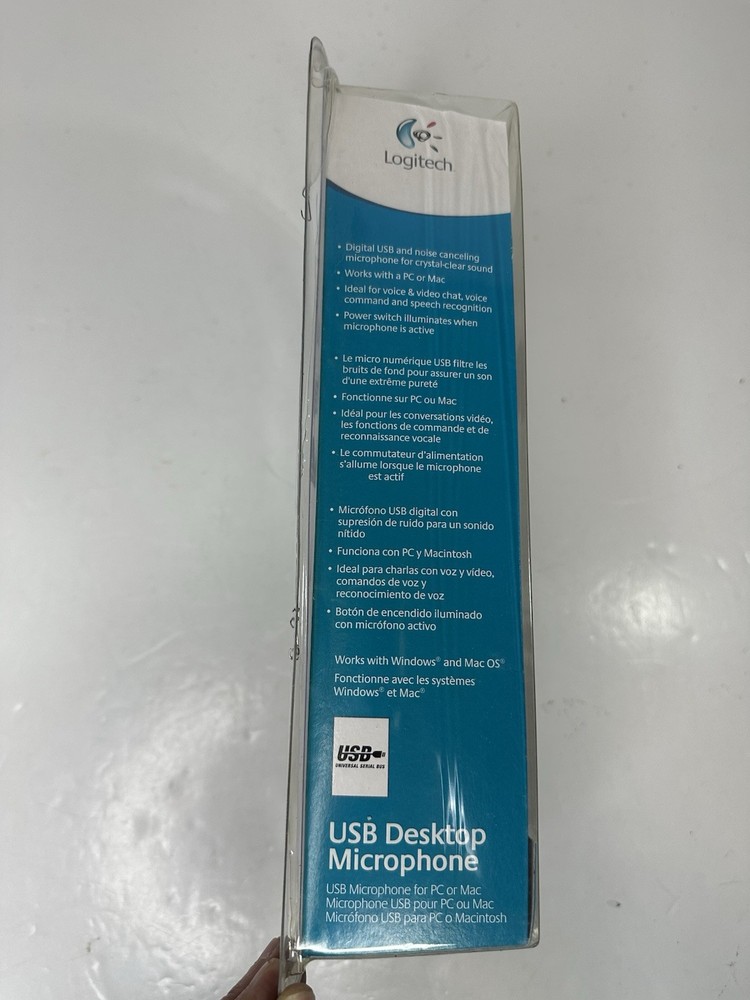 Logitech
• Digital USB and noise canceling
microphone for crystal-clear sound
• Works with a PC or Mac
• Ideal for voice & video chat, voice
command and speech recognition
• Power switch illuminates when
microphone is active
• Le micro numérique USB filtre les
bruits de fond pour assurer un son
d'une extrême pureté
• Fonctionne sur PC ou Mac
• Idéal pour les conversations vidéo,
les fonctions de commande et de
reconnaissance vocale
• Le commutateur d'alimentation
s'allume lorsque le microphone
est actif
• Micrófono USB digital con
supresión de ruido para un sonido
nítido
• Funciona con PC y Macintosh
• Ideal para charlas con voz y vídeo,
comandos de voz y
reconocimiento de voz
• Botón de encendido iluminado
con micrófono activo
Works with Windows® and Mac OS®
Fonctionne avec les systèmes
Windows® et Mac®
USB
UNIVERSAL SERIAL BUS
USB Desktop
Microphone
USB Microphone for PC or Mac
Microphone USB pour PC ou Mac
Micrófono USB para PC o Macintosh